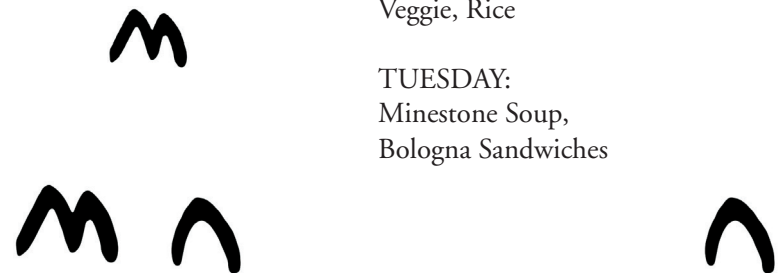 Veggie, Rice
TUESDAY:
Minestone Soup,
Bologna Sandwiches